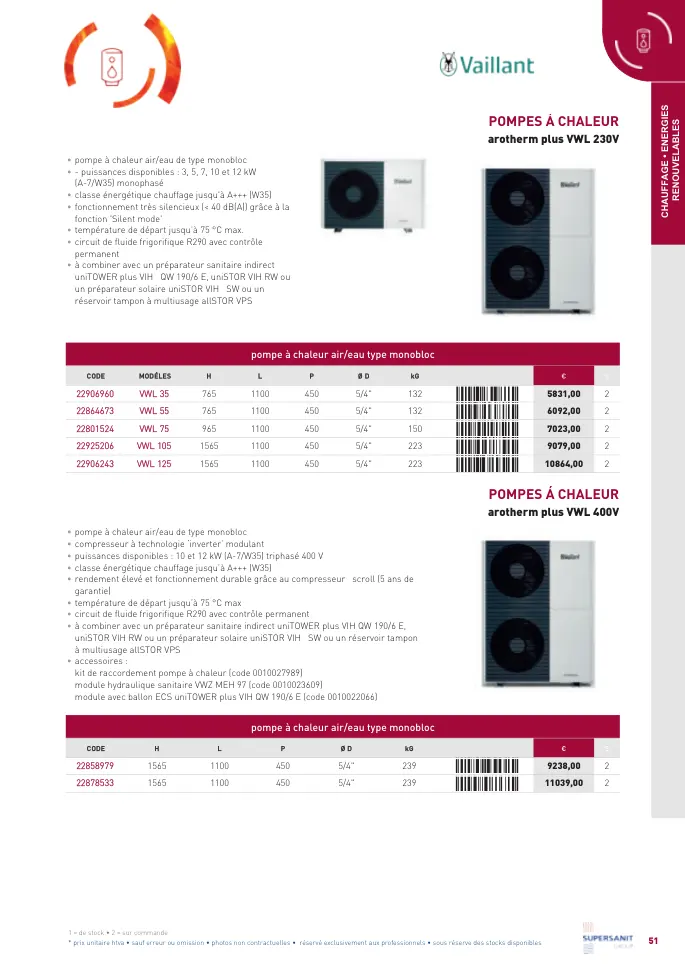 Vaillant
CHAUFFAGE • ENERGIES
RENOUVELABLES
POMPES Á CHALEUR
arotherm plus VWL 230V
• pompe à chaleur air/eau de type monobloc
• - puissances disponibles : 3, 5, 7, 10 et 12 kW
(A-7/W35) monophasé
• classe énergétique chauffage jusqu'à A+++ (W35)
• fonctionnement très silencieux (< 40 dB(A)) grâce à la
fonction 'Silent mode'
• température de départ jusqu'à 75 °C max.
• circuit de fluide frigorifique R290 avec contrôle
permanent
• à combiner avec un préparateur sanitaire indirect
uniTOWER plus VIH QW 190/6 E, uniSTOR VIH RW ou
un préparateur solaire uniSTOR VIH SW ou un
réservoir tampon à multiusage allSTOR VPS
pompe à chaleur air/eau type monobloc
CODE MODÈLES H L P Ø D kG €
22906960 VWL 35 765 1100 450 5/4" 132 5831,00 2
22864673 VWL 55 765 1100 450 5/4" 132 6092,00 2
22801524 VWL 75 965 1100 450 5/4" 150 7023,00 2
22925206 VWL 105 1565 1100 450 5/4" 223 9079,00 2
22906243 VWL 125 1565 1100 450 5/4" 223 10864,00 2
POMPES Á CHALEUR
arotherm plus VWL 400V
• pompe à chaleur air/eau de type monobloc
• compresseur à technologie 'inverter' modulant
• puissances disponibles : 10 et 12 kW (A-7/W35) triphasé 400 V
• classe énergétique chauffage jusqu'à A+++ (W35)
• rendement élevé et fonctionnement durable grâce au compresseur scroll (5 ans de
garantie)
• température de départ jusqu'à 75 °C max
• circuit de fluide frigorifique R290 avec contrôle permanent
• à combiner avec un préparateur sanitaire indirect uniTOWER plus VIH QW 190/6 E,
uniSTOR VIH RW ou un préparateur solaire uniSTOR VIH SW ou un réservoir tampon
à multiusage allSTOR VPS
• accessoires :
kit de raccordement pompe à chaleur (code 0010027989)
module hydraulique sanitaire VWZ MEH 97 (code 0010023609)
module avec ballon ECS uniTOWER plus VIH QW 190/6 E (code 0010022066)
pompe à chaleur air/eau type monobloc
CODE H L P Ø D kG €
22858979 1565 1100 450 5/4" 239 9238,00 2
22878533 1565 1100 450 5/4" 239 11039,00 2
1 = de stock • 2 = sur commande
* prix unitaire htva • sauf erreur ou omission • photos non contractuelles • réservé exclusivement aux professionnels • sous réserve des stocks disponibles
SUPERSANIT
GROUP
51